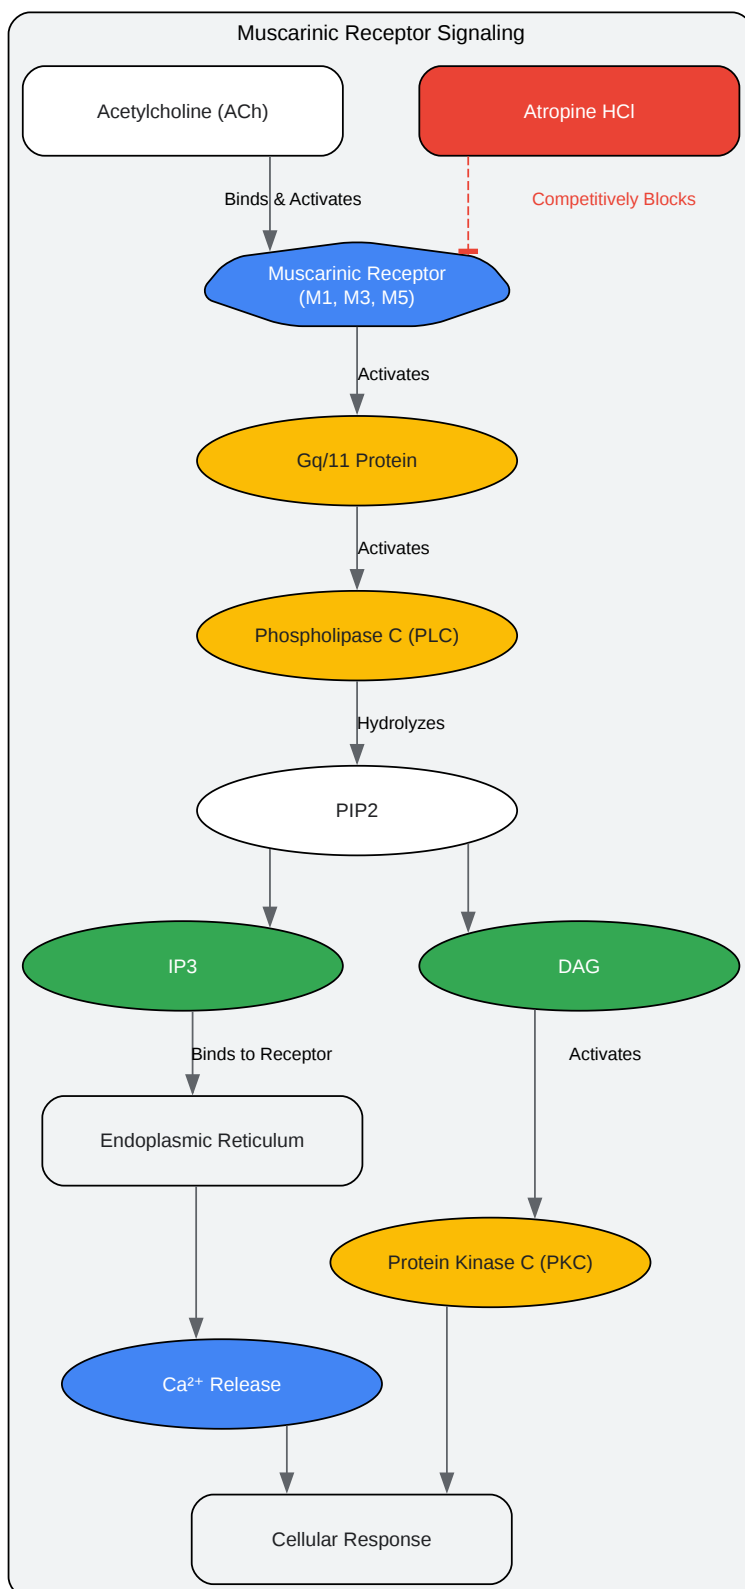 Muscarinic Receptor Signaling
Acetylcholine (ACh)
Atropine HCl
Binds & Activates
Competitively Blocks
Muscarinic Receptor
(M1, M3, M5)
Activates
Gq/11 Protein
Activates
Phospholipase C (PLC)
Hydrolyzes
PIP2
IP3
DAG
Binds to Receptor
Activates
Endoplasmic Reticulum
Protein Kinase C (PKC)
Ca²⁺ Release
Cellular Response